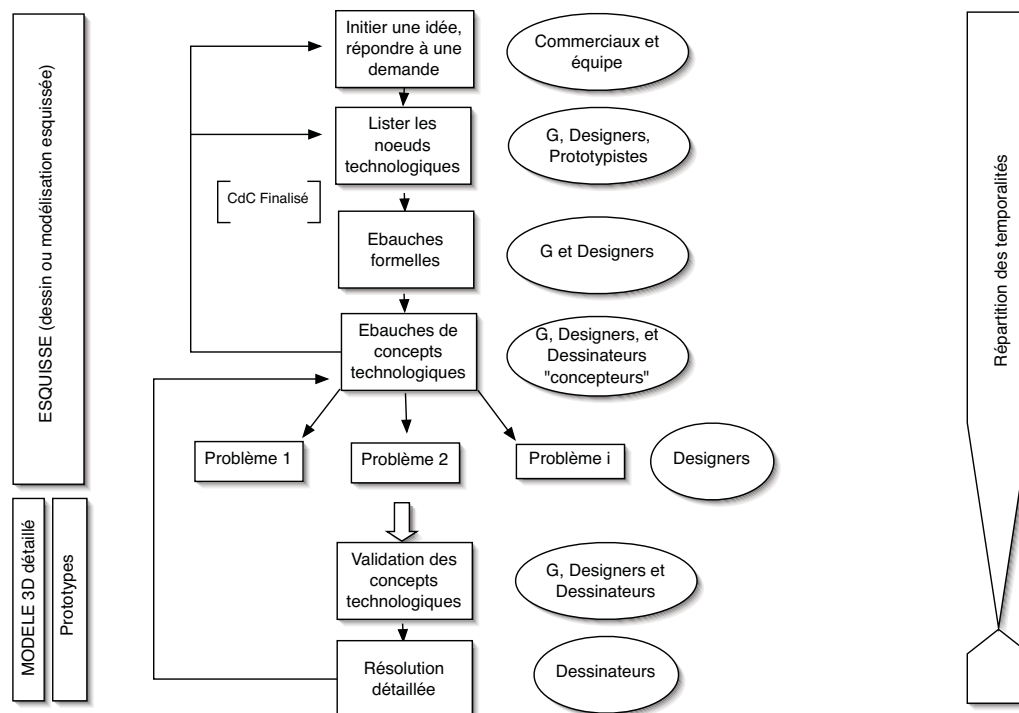 Initier une idée,
répondre à une
demande
Commerciaux et
équipe
Lister les
noeuds
technologiques
G, Designers,
Prototypistes
CdC Finalisé
Ebauches
formelles
G et Designers
Ebauches de
concepts
technologiques
G, Designers, et
Dessinateurs
"concepteurs"
Problème 1
Problème 2
Problème i
Designers
Validation des
concepts
technologiques
G, Designers et
Dessinateurs
Résolution
détaillée
Dessinateurs
ESQUISSE (dessin ou modélisation esquissée)
MODELE 3D détaillé
Prototypes
Répartition des temporalités